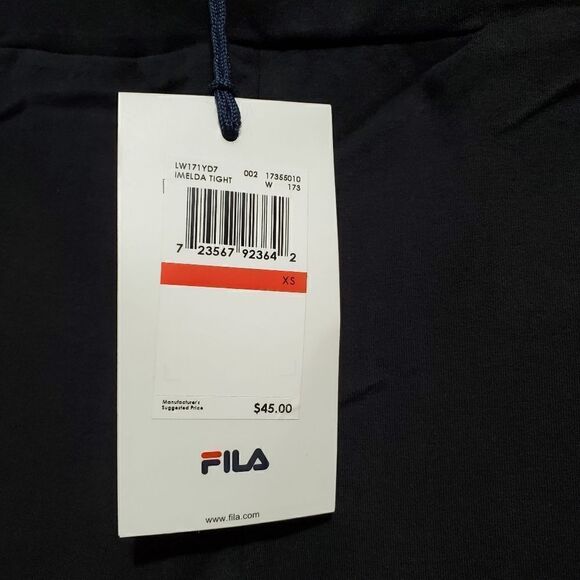 LW171YD7 002 17355010
IMELDA TIGHT W 173
7 23567 92364 2
XS
Manufacturer's
Suggested Price $45.00
FILA
www.fila.com